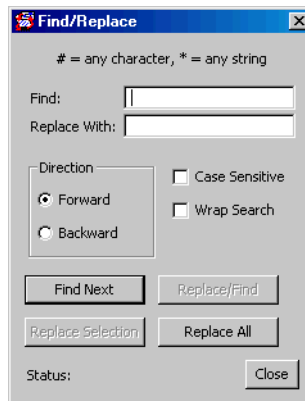 Find/Replace
# = any character, * = any string
Find:
Replace With:
Direction
Forward
Backward
Case Sensitive
Wrap Search
Find Next
Replace/Find
Replace Selection
Replace All
Status:
Close